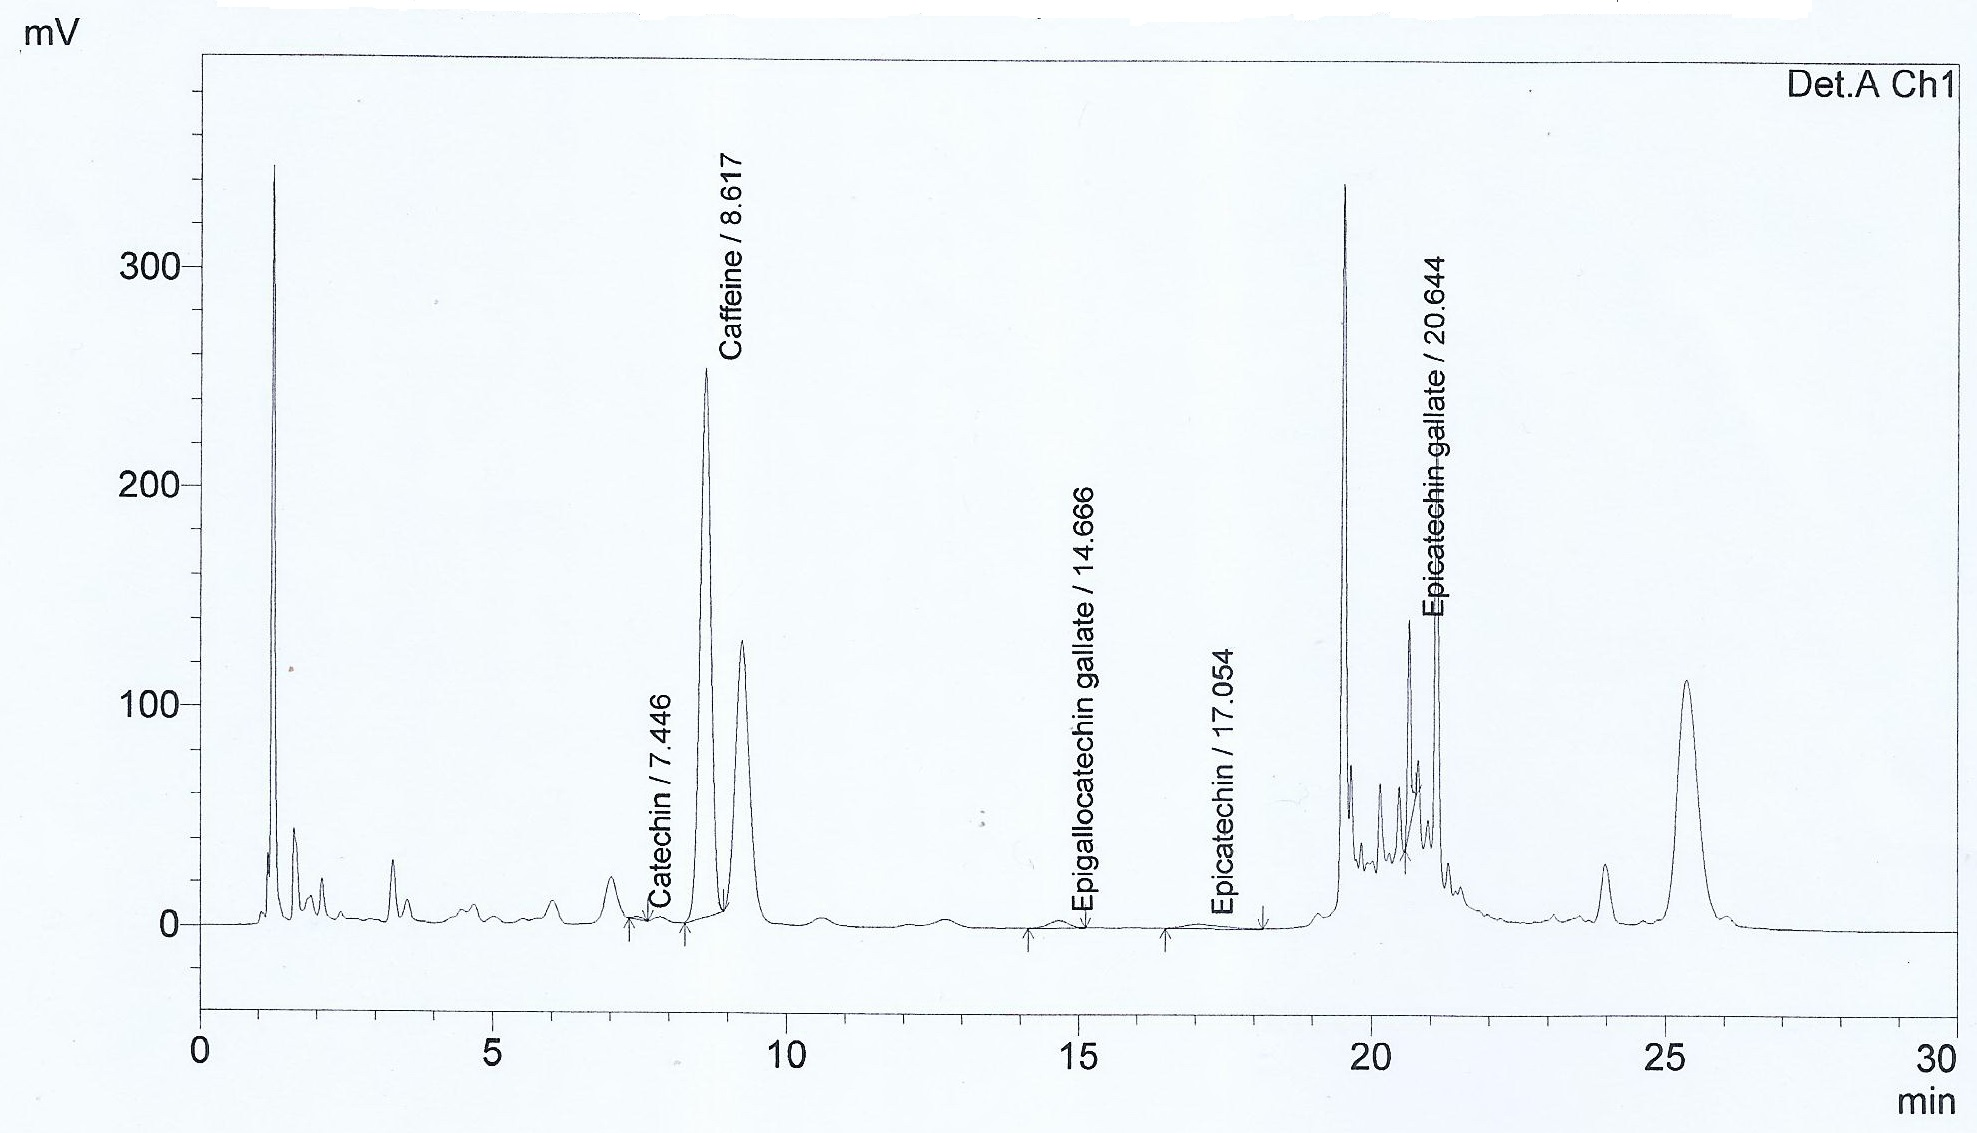 mV
Det.A Ch1
300
200
100
0
Catechin / 7.446
Caffeine / 8.617
Epigallocatechin gallate / 14.666
Epicatechin / 17.054
Epicatechin gallate / 20.644
0 5 10 15 20 25 30
min